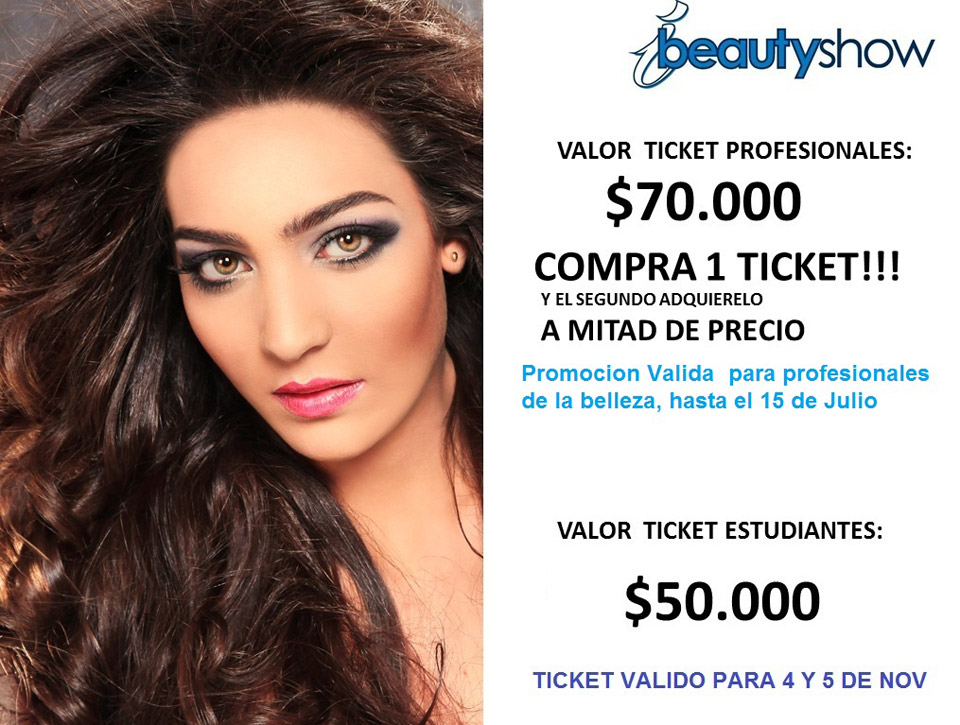 beautyshow
VALOR TICKET PROFESIONALES:
$70.000
COMPRA 1 TICKET!!!
Y EL SEGUNDO ADQUIERELO
A MITAD DE PRECIO
Promocion Valida para profesionales
de la belleza, hasta el 15 de Julio
VALOR TICKET ESTUDIANTES:
$50.000
TICKET VALIDO PARA 4 Y 5 DE NOV